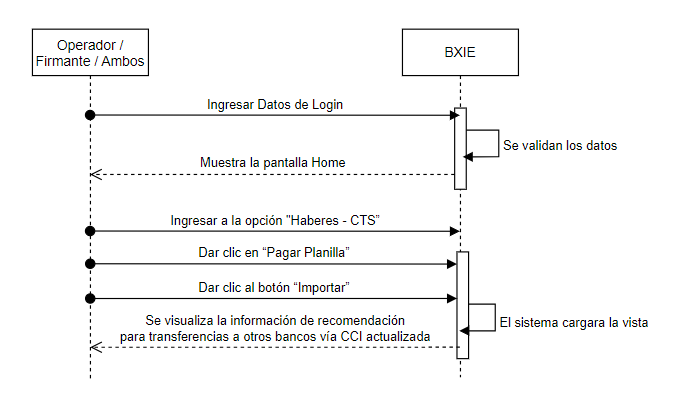 Operador /
Firmante / Ambos
BXIE
Ingresar Datos de Login
Se validan los datos
Muestra la pantalla Home
Ingresar a la opción "Haberes - CTS”
Dar clic en “Pagar Planilla”
Dar clic al botón “Importar”
Se visualiza la información de recomendación
para transferencias a otros bancos vía CCI actualizada
El sistema cargara la vista